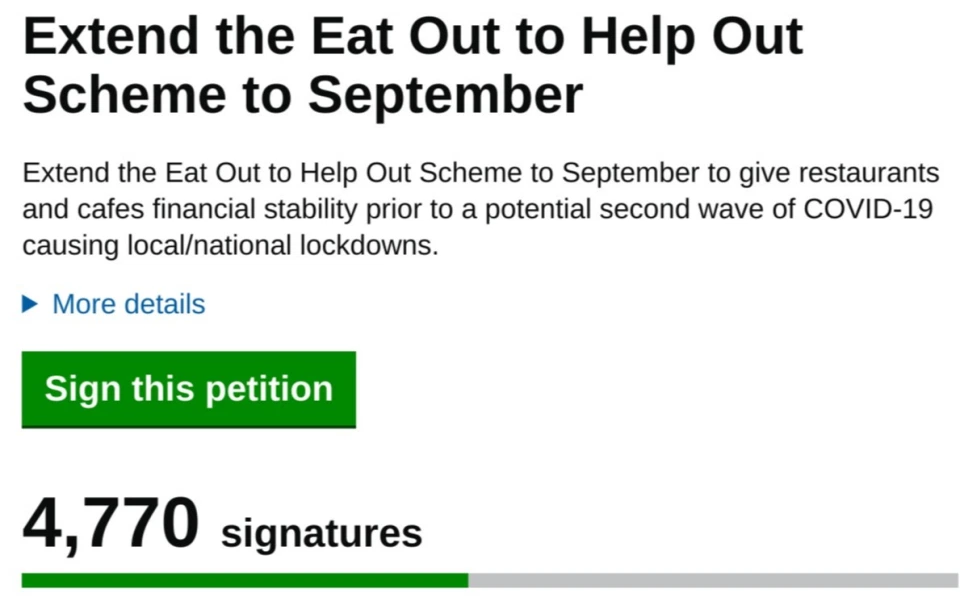 Extend the Eat Out to Help Out
Scheme to September
Extend the Eat Out to Help Out Scheme to September to give restaurants
and cafes financial stability prior to a potential second wave of COVID-19
causing local/national lockdowns.
More details
Sign this petition
4,770 signatures